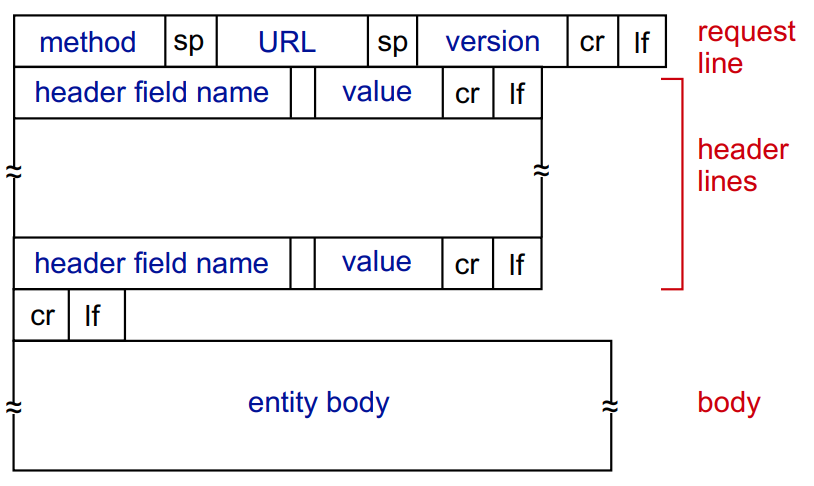 method sp URL sp version cr lf
request
line
header field name value cr lf
header
lines
header field name value cr lf
cr lf
entity body
body